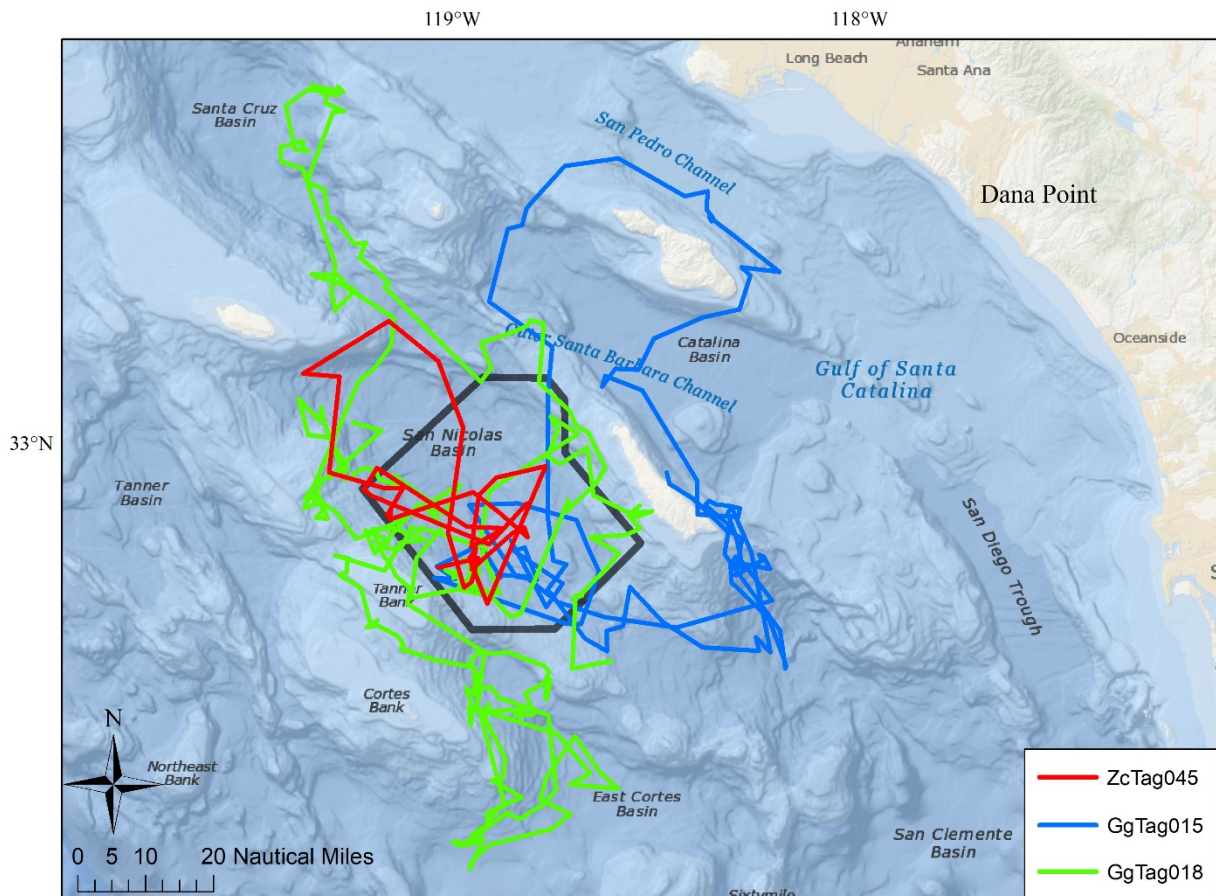 119°W
118°W
Anaheim
Long Beach
Santa Ana
Santa Cruz
Basin
San Pedro Channel
Dana Point
Oceanside
Outer Santa Barbara Channel
Catalina
Basin
Gulf of Santa
Catalina
33°N
San Nicolas
Basin
Tanner
Basin
San Diego Trough
Tanner
Bank
Cortes
Bank
N
Northeast
Bank
East Cortes
Basin
San Clemente
Basin
Sixtymile
0 5 10 20 Nautical Miles
ZcTag045
GgTag015
GgTag018